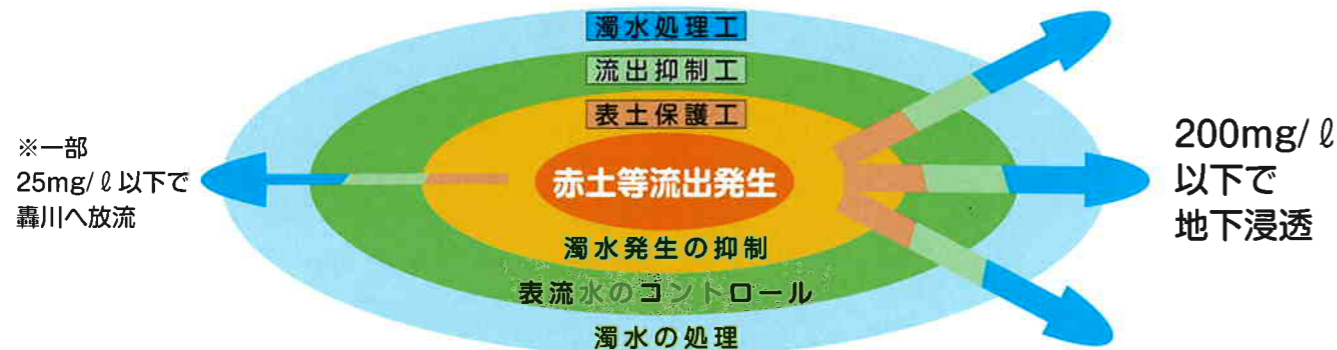 濁水処理工
流出抑制工
表土保護工
※一部
25mg/ℓ以下で
轟川へ放流
赤土等流出発生
200mg/ℓ
以下で
地下浸透
濁水発生の抑制
表流水のコントロール
濁水の処理